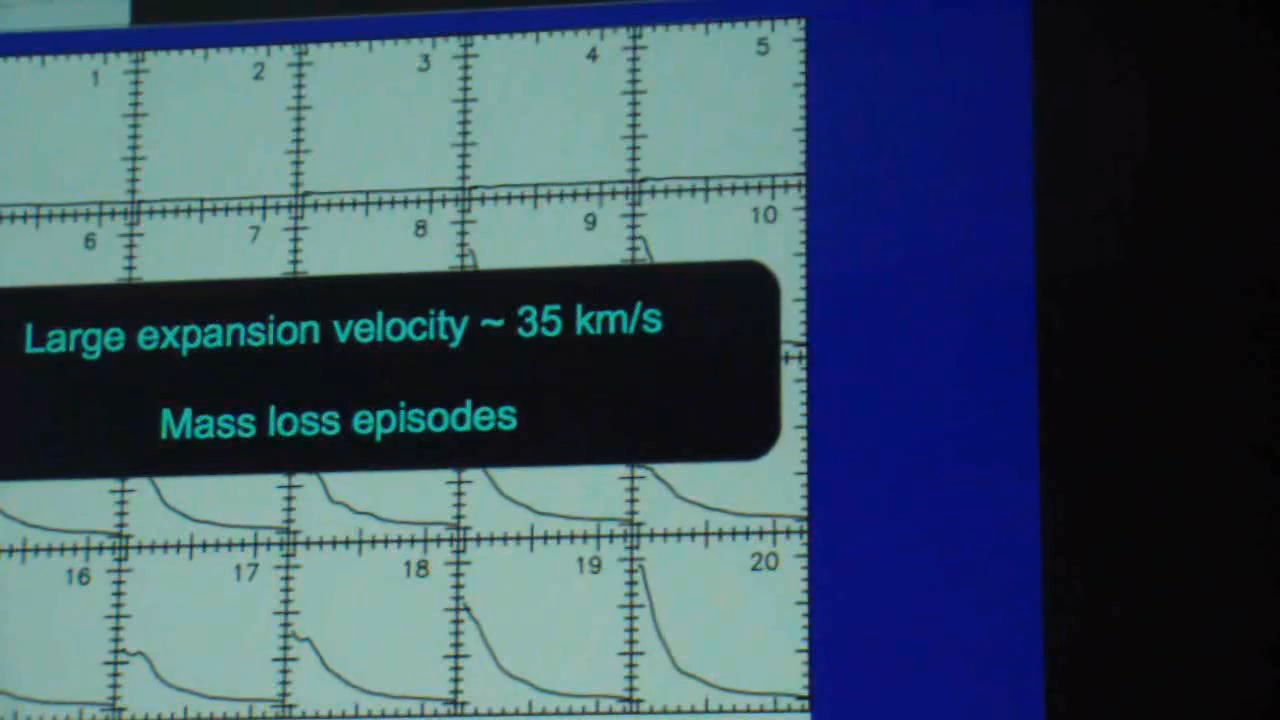 1 2 3 4 5
6 7 8 9 10
Large expansion velocity ~ 35 km/s
Mass loss episodes
16 17 18 19 20